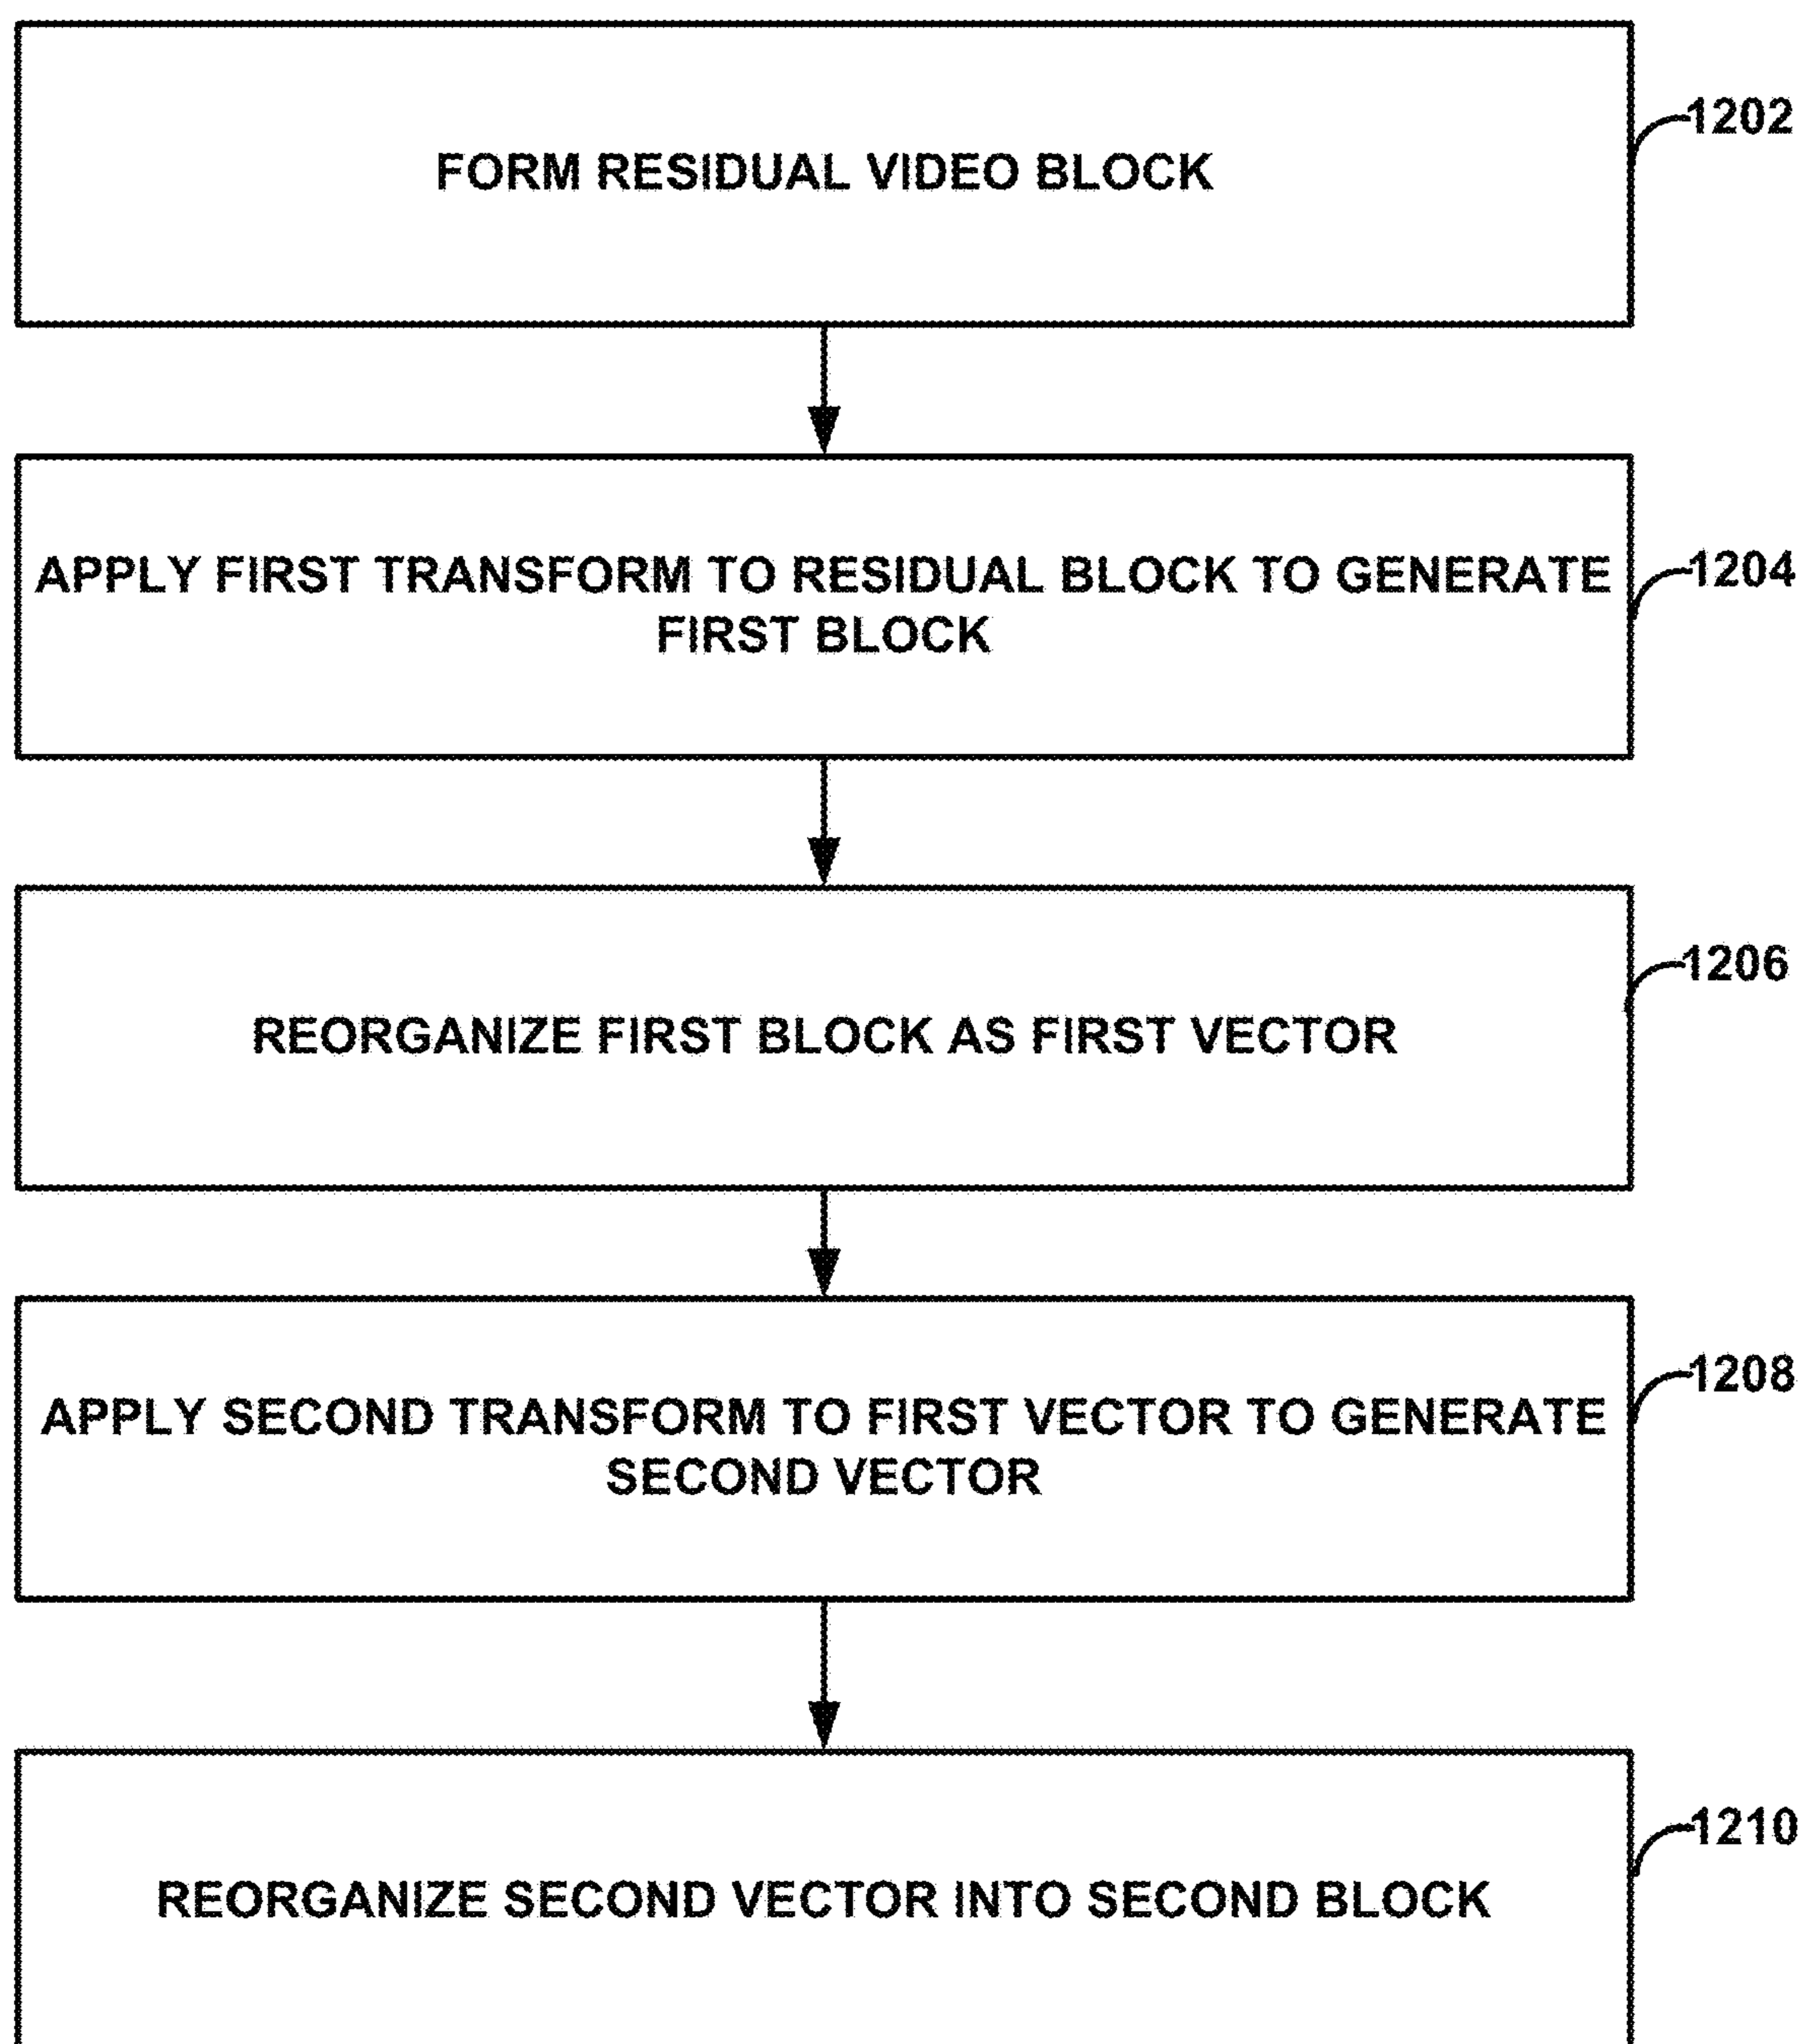 FORM RESIDUAL VIDEO BLOCK
1202
APPLY FIRST TRANSFORM TO RESIDUAL BLOCK TO GENERATE
FIRST BLOCK
1204
REORGANIZE FIRST BLOCK AS FIRST VECTOR
1206
APPLY SECOND TRANSFORM TO FIRST VECTOR TO GENERATE
SECOND VECTOR
1208
REORGANIZE SECOND VECTOR INTO SECOND BLOCK
1210